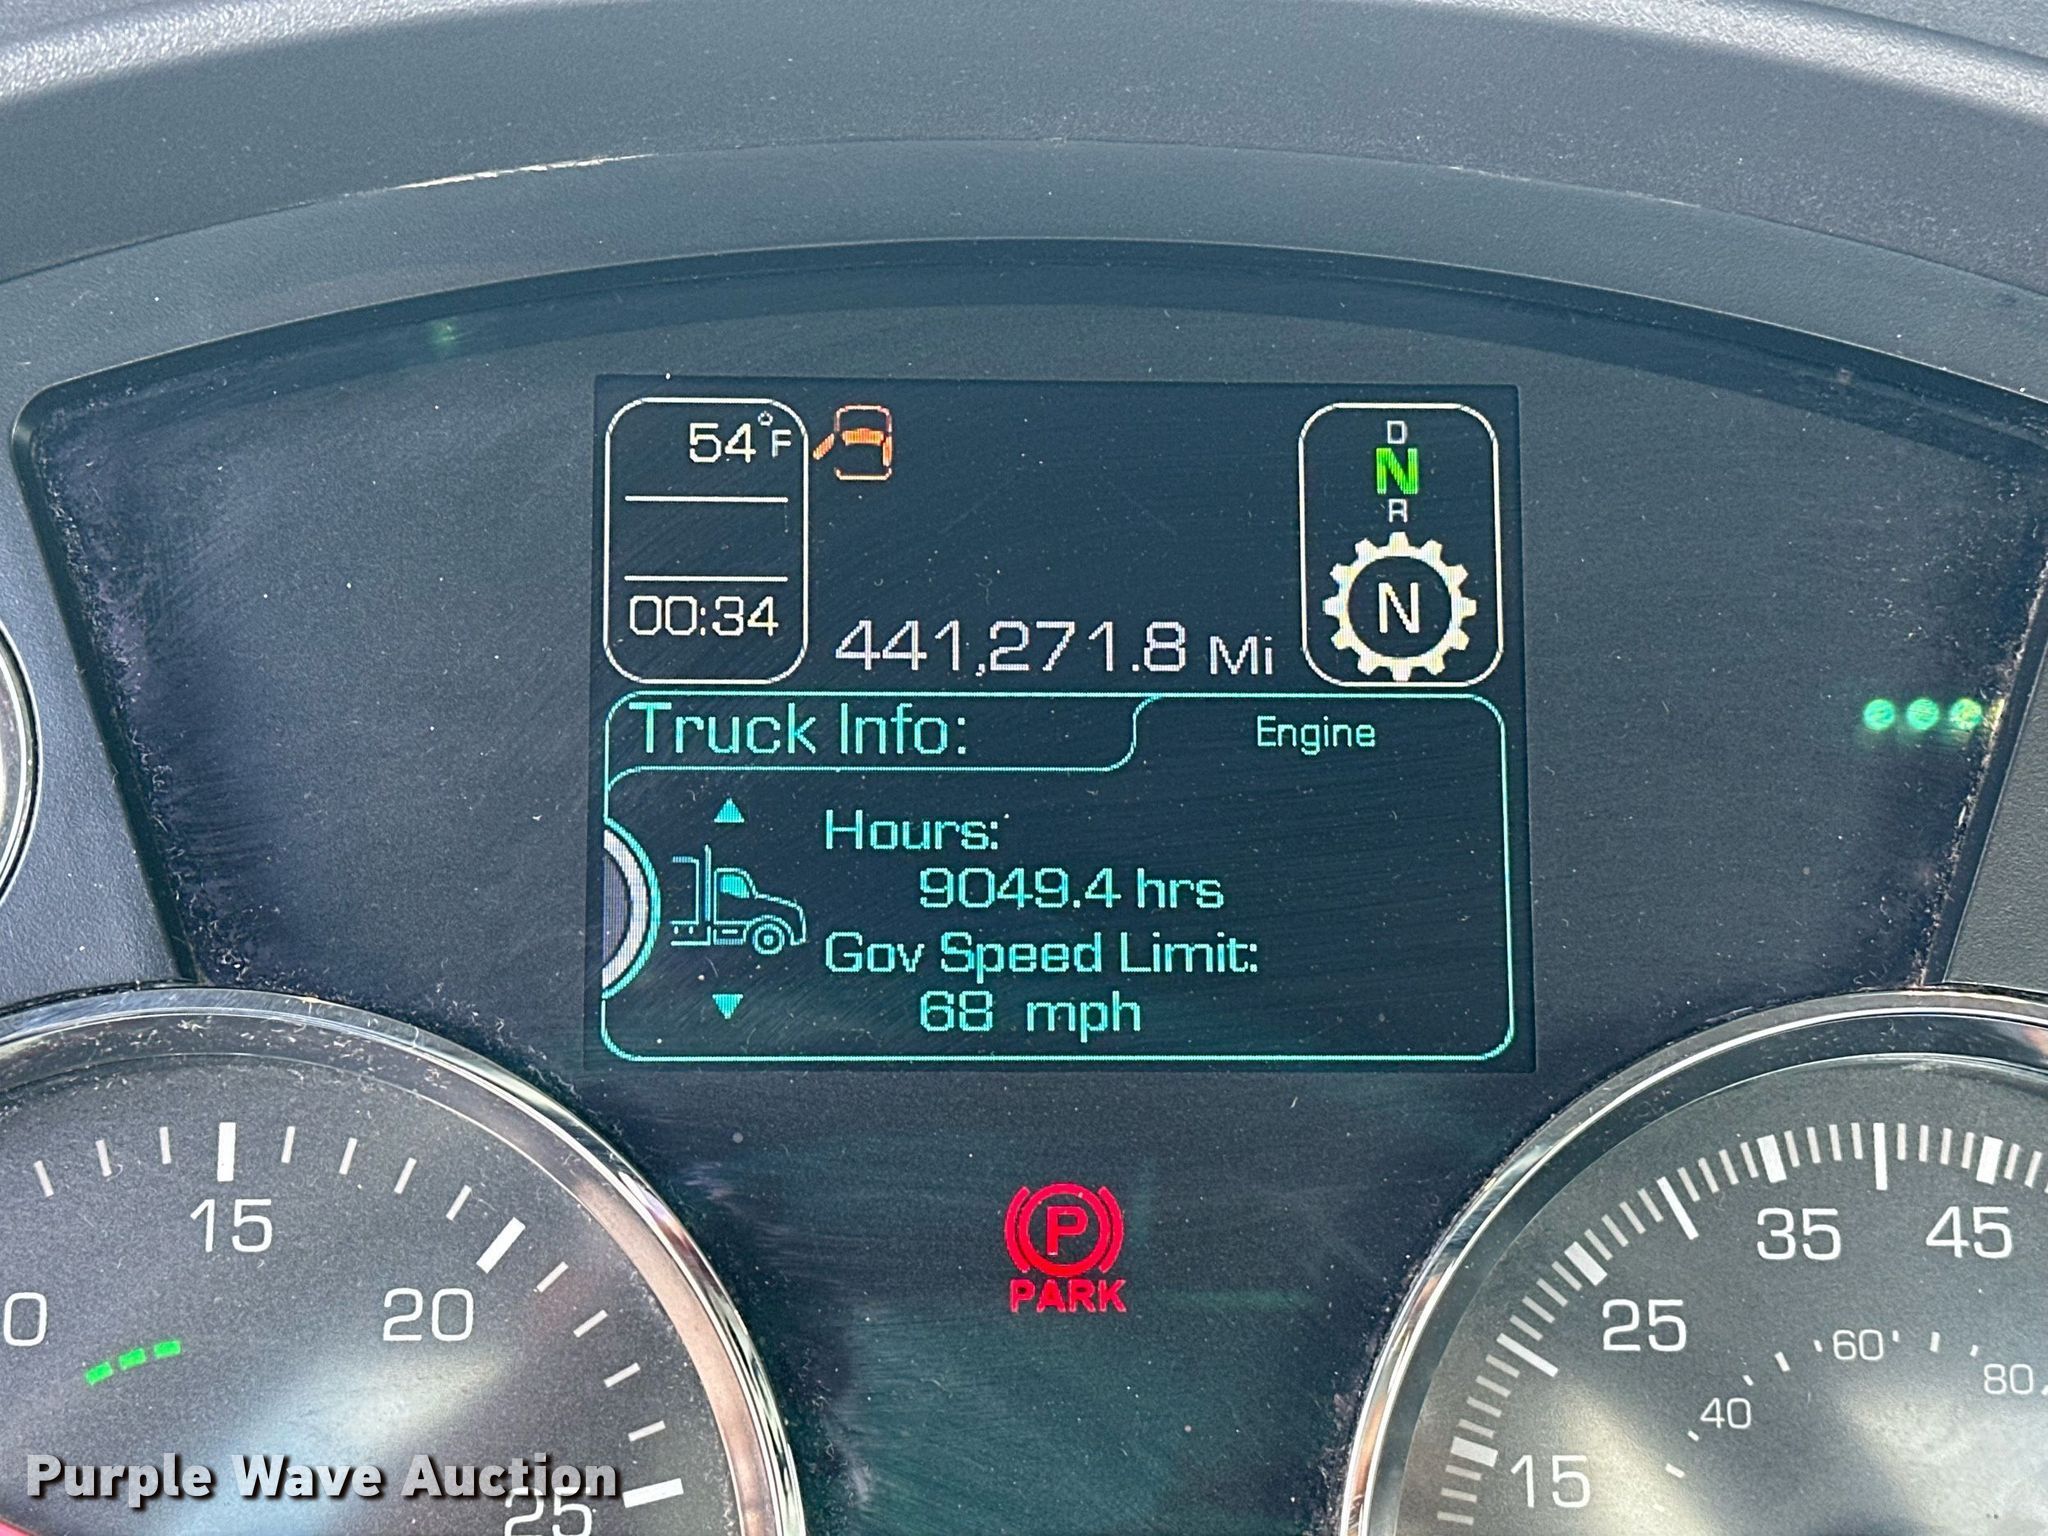 54°F
D
N
R
N
00:34
441,271.8 Mi
Truck Info:
Engine
Hours:
9049.4 hrs
Gov Speed Limit:
68 mph
P
PARK
15
20
25
15
25
35
45
40
60
80
Purple Wave Auction